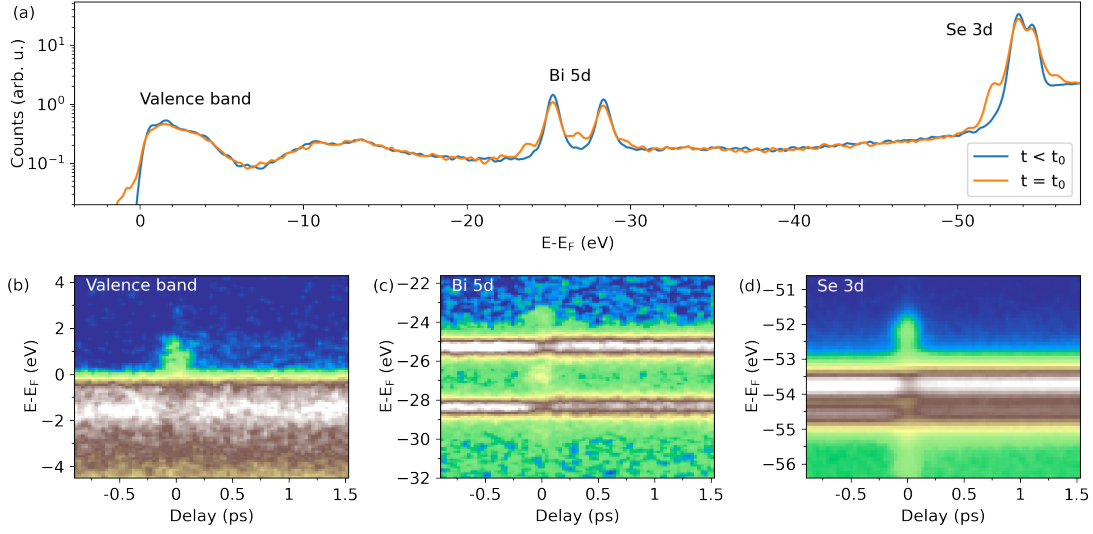 (a)
Counts (arb. u.)
10¹
10⁰
10⁻¹
Valence band
Bi 5d
Se 3d
t < t₀
t = t₀
0 −10 −20 −30 −40 −50
E-E_F (eV)
(b)
Valence band
E-E_F (eV)
4
2
0
−2
−4
-0.5 0 0.5 1 1.5
Delay (ps)
(c)
Bi 5d
E-E_F (eV)
−22
−24
−26
−28
−30
−32
-0.5 0 0.5 1 1.5
Delay (ps)
(d)
Se 3d
E-E_F (eV)
−51
−52
−53
−54
−55
−56
-0.5 0 0.5 1 1.5
Delay (ps)